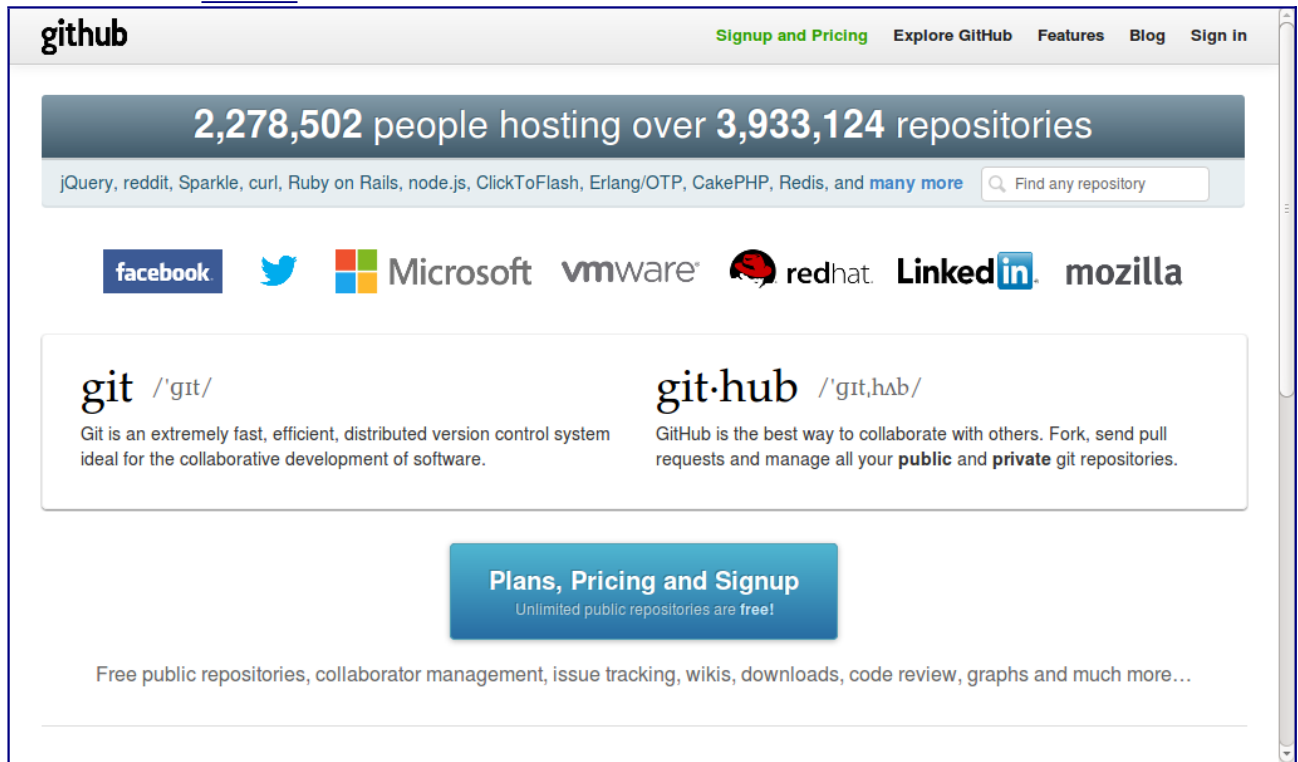 github
Signup and Pricing Explore GitHub Features Blog Sign in
2,278,502 people hosting over 3,933,124 repositories
jQuery, reddit, Sparkle, curl, Ruby on Rails, node.js, ClickToFlash, Erlang/OTP, CakePHP, Redis, and many more
Find any repository
facebook. Microsoft vmware redhat. Linked in. mozilla
git /ˈɡɪt/
Git is an extremely fast, efficient, distributed version control system
ideal for the collaborative development of software.
git·hub /ˈɡɪt,hʌb/
GitHub is the best way to collaborate with others. Fork, send pull
requests and manage all your public and private git repositories.
Plans, Pricing and Signup
Unlimited public repositories are free!
Free public repositories, collaborator management, issue tracking, wikis, downloads, code review, graphs and much more…